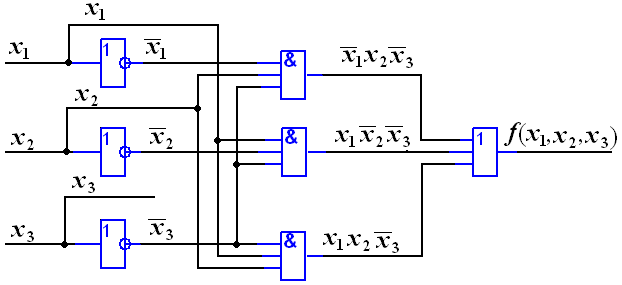 x₁
x₁ 1 x̅₁ & x̅₁x₂x̅₃
x₂
x₂ 1 x̅₂ & x₁x̅₂x̅₃ 1 f(x₁,x₂,x₃)
x₃
x₃ 1 x̅₃ & x₁x₂x̅₃